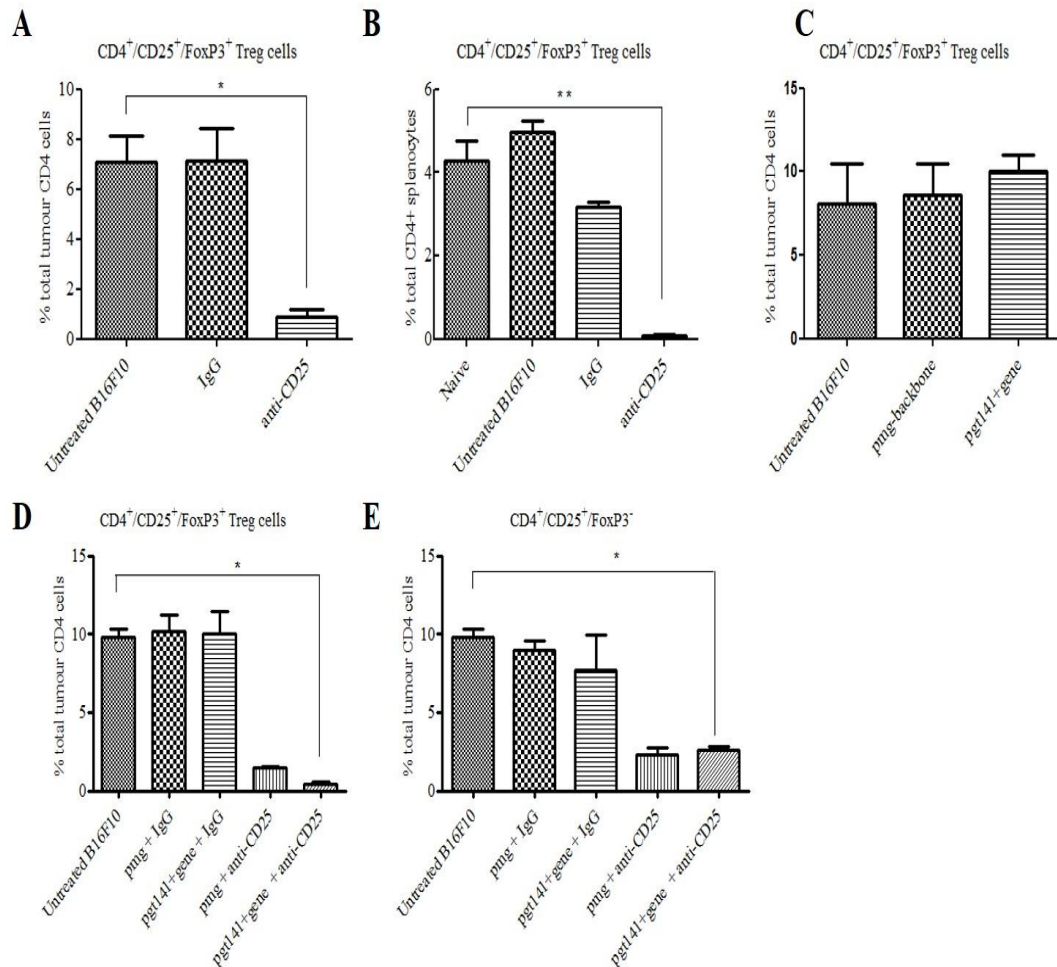 A
CD4+/CD25+/FoxP3+ Treg cells
% total tumour CD4 cells
10
8
6
4
2
0
*
Untreated B16F10
IgG
anti-CD25
B
CD4+/CD25+/FoxP3+ Treg cells
% total CD4+ splenocytes
6
4
2
0
**
Naive
Untreated B16F10
IgG
anti-CD25
C
CD4+/CD25+/FoxP3+ Treg cells
% total tumour CD4 cells
15
10
5
0
Untreated B16F10
pmg-backbone
pgt141+gene
D
CD4+/CD25+/FoxP3+ Treg cells
% total tumour CD4 cells
15
10
5
0
*
Untreated B16F10
pmg+IgG
pgt141+gene+IgG
pmg+anti-CD25
pgt141+gene + anti-CD25
E
CD4+/CD25+/FoxP3-
% total tumour CD4 cells
15
10
5
0
*
Untreated B16F10
pmg+IgG
pgt141+gene+IgG
pmg+anti-CD25
pgt141+gene + anti-CD25